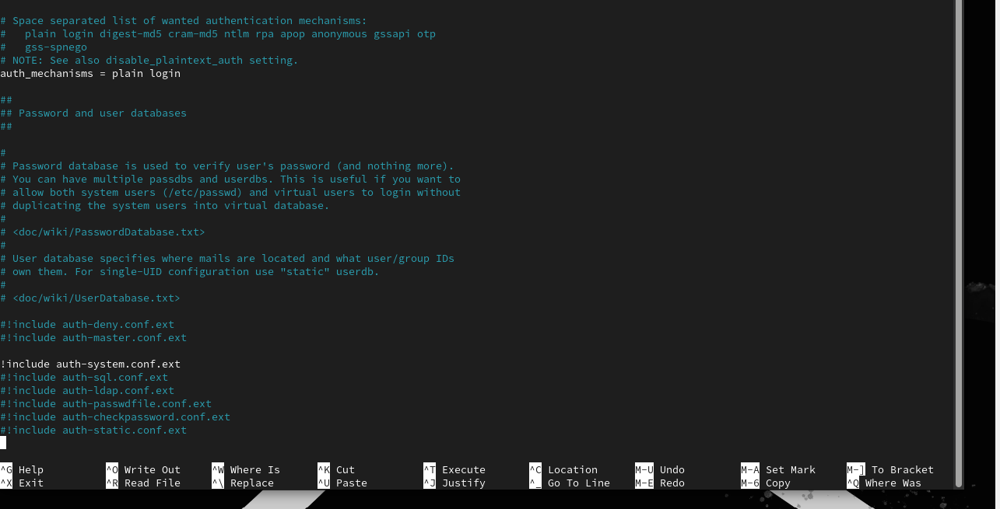 # Space separated list of wanted authentication mechanisms:
#   plain login digest-md5 cram-md5 ntlm rpa apop anonymous gssapi otp
#   gss-spnego
# NOTE: See also disable_plaintext_auth setting.
auth_mechanisms = plain login
##
## Password and user databases
##
#
# Password database is used to verify user's password (and nothing more).
# You can have multiple passdbs and userdbs. This is useful if you want to
# allow both system users (/etc/passwd) and virtual users to login without
# duplicating the system users into virtual database.
#
# <doc/wiki/PasswordDatabase.txt>
#
# User database specifies where mails are located and what user/group IDs
# own them. For single-UID configuration use "static" userdb.
#
# <doc/wiki/UserDatabase.txt>
#!include auth-deny.conf.ext
#!include auth-master.conf.ext
!include auth-system.conf.ext
#!include auth-sql.conf.ext
#!include auth-ldap.conf.ext
#!include auth-passwdfile.conf.ext
#!include auth-checkpassword.conf.ext
#!include auth-static.conf.ext
^G Help ^O Write Out ^W Where Is ^K Cut ^T Execute ^C Location M-U Undo M-A Set Mark M-] To Bracket
^X Exit ^R Read File ^\ Replace ^U Paste ^J Justify ^_ Go To Line M-E Redo M-6 Copy ^Q Where Was